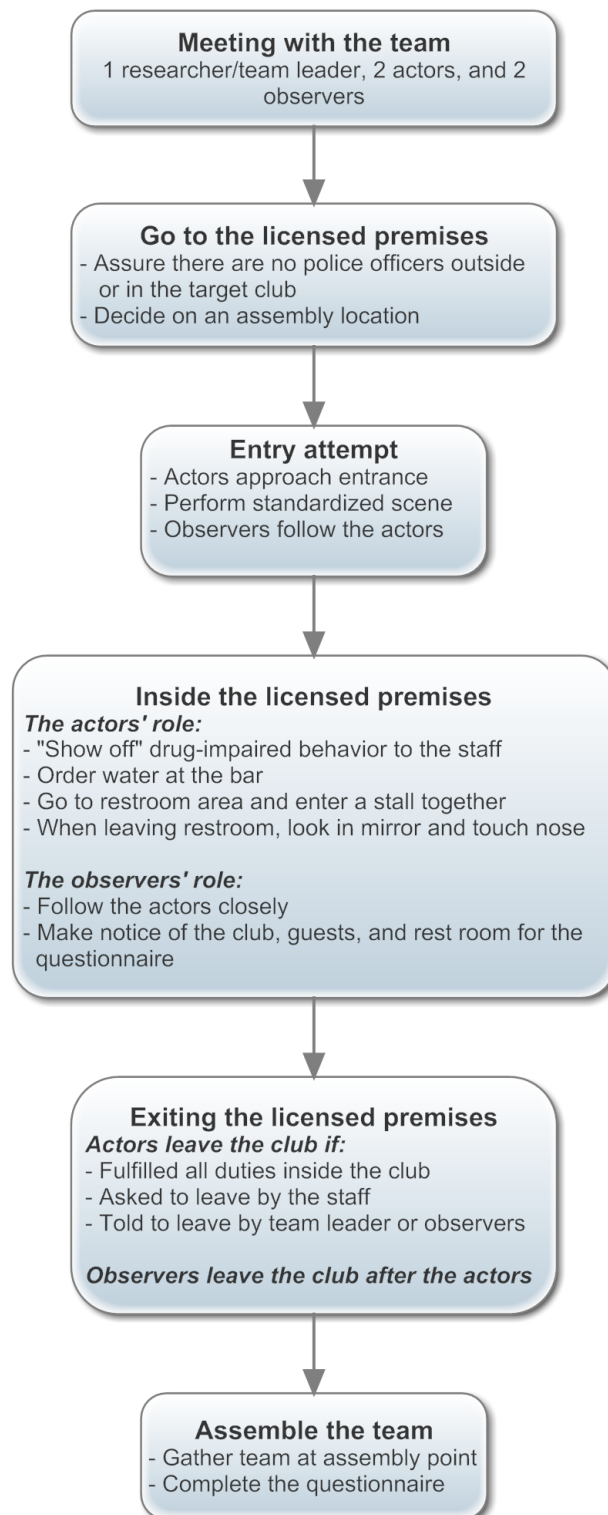 Meeting with the team
1 researcher/team leader, 2 actors, and 2
observers
Go to the licensed premises
- Assure there are no police officers outside
or in the target club
- Decide on an assembly location
Entry attempt
- Actors approach entrance
- Perform standardized scene
- Observers follow the actors
Inside the licensed premises
The actors' role:
- "Show off" drug-impaired behavior to the staff
- Order water at the bar
- Go to restroom area and enter a stall together
- When leaving restroom, look in mirror and touch nose
The observers' role:
- Follow the actors closely
- Make notice of the club, guests, and rest room for the
questionnaire
Exiting the licensed premises
Actors leave the club if:
- Fulfilled all duties inside the club
- Asked to leave by the staff
- Told to leave by team leader or observers
Observers leave the club after the actors
Assemble the team
- Gather team at assembly point
- Complete the questionnaire